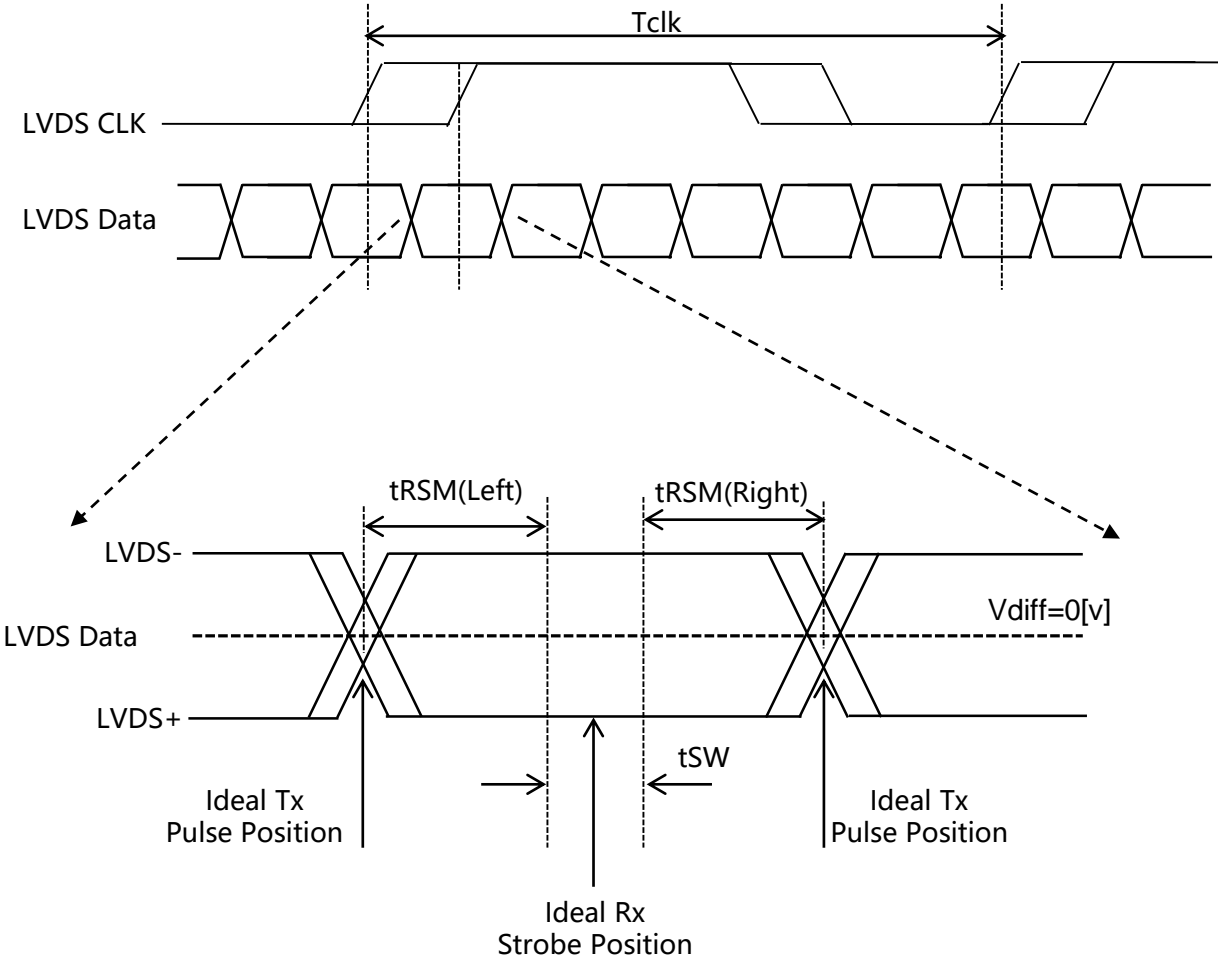 Tclk
LVDS CLK
LVDS Data
tRSM(Left)
tRSM(Right)
LVDS-
Vdiff=0[v]
LVDS Data
LVDS+
tSW
Ideal Tx
Pulse Position
Ideal Tx
Pulse Position
Ideal Rx
Strobe Position